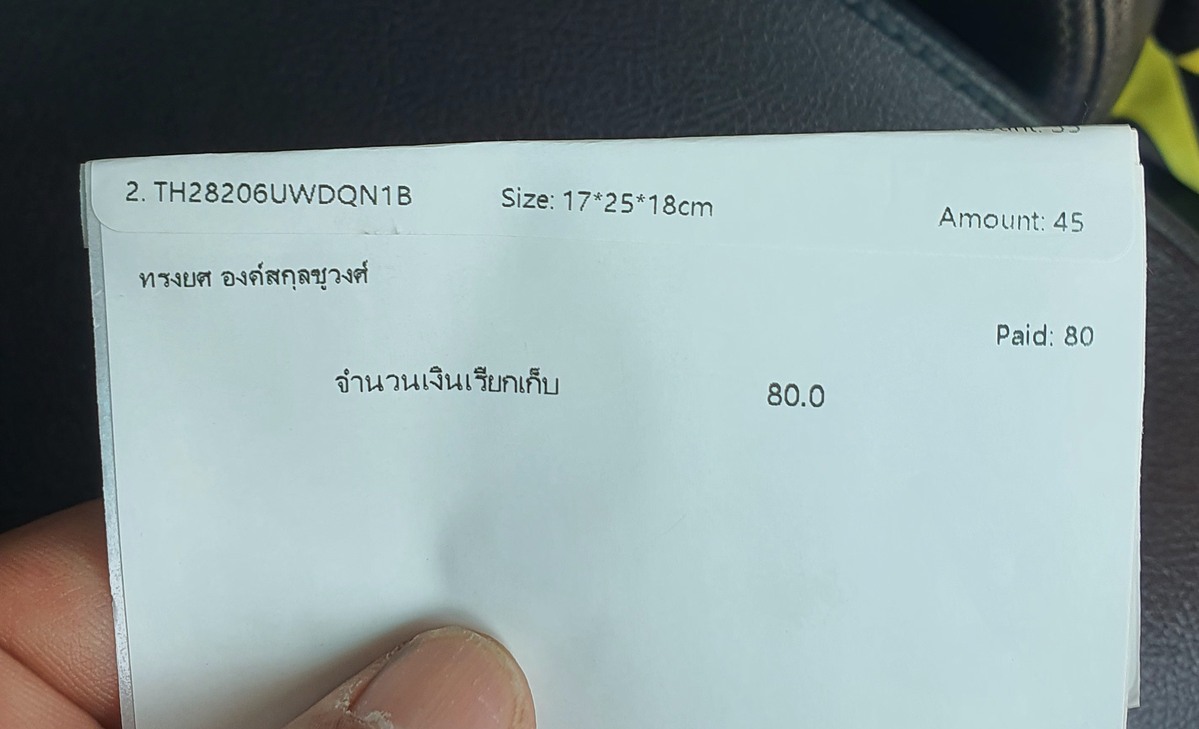 2. TH28206UWDQN1B Size: 17*25*18cm Amount: 45
ทรงยศ องค์สกุลชูวงศ์
Paid: 80
จำนวนเงินเรียกเก็บ 80.0